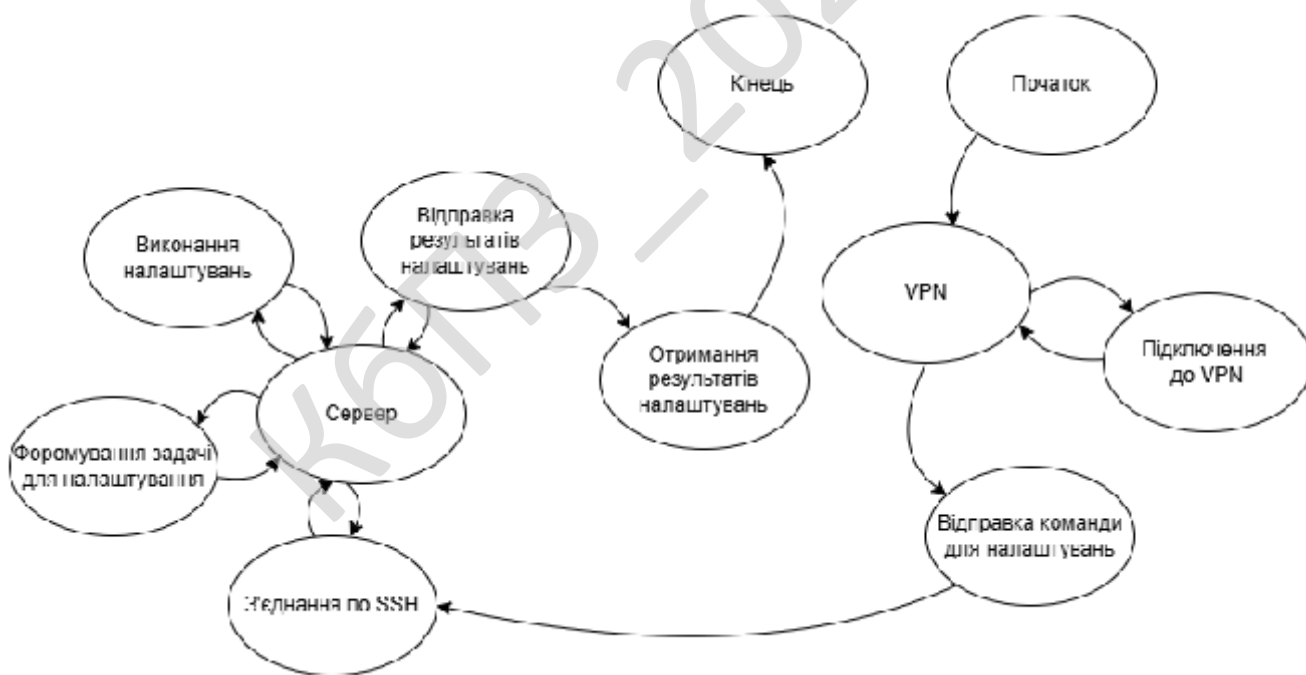 Кінець
Початок
Виконання
налаштувань
Відправка
результатів
налаштувань
VPN
Підключення
до VPN
Отримання
результатів
налаштувань
Сервер
Форомування задачі
для налаштування
Відправка команди
для налаштувань
З'єднання по SSH